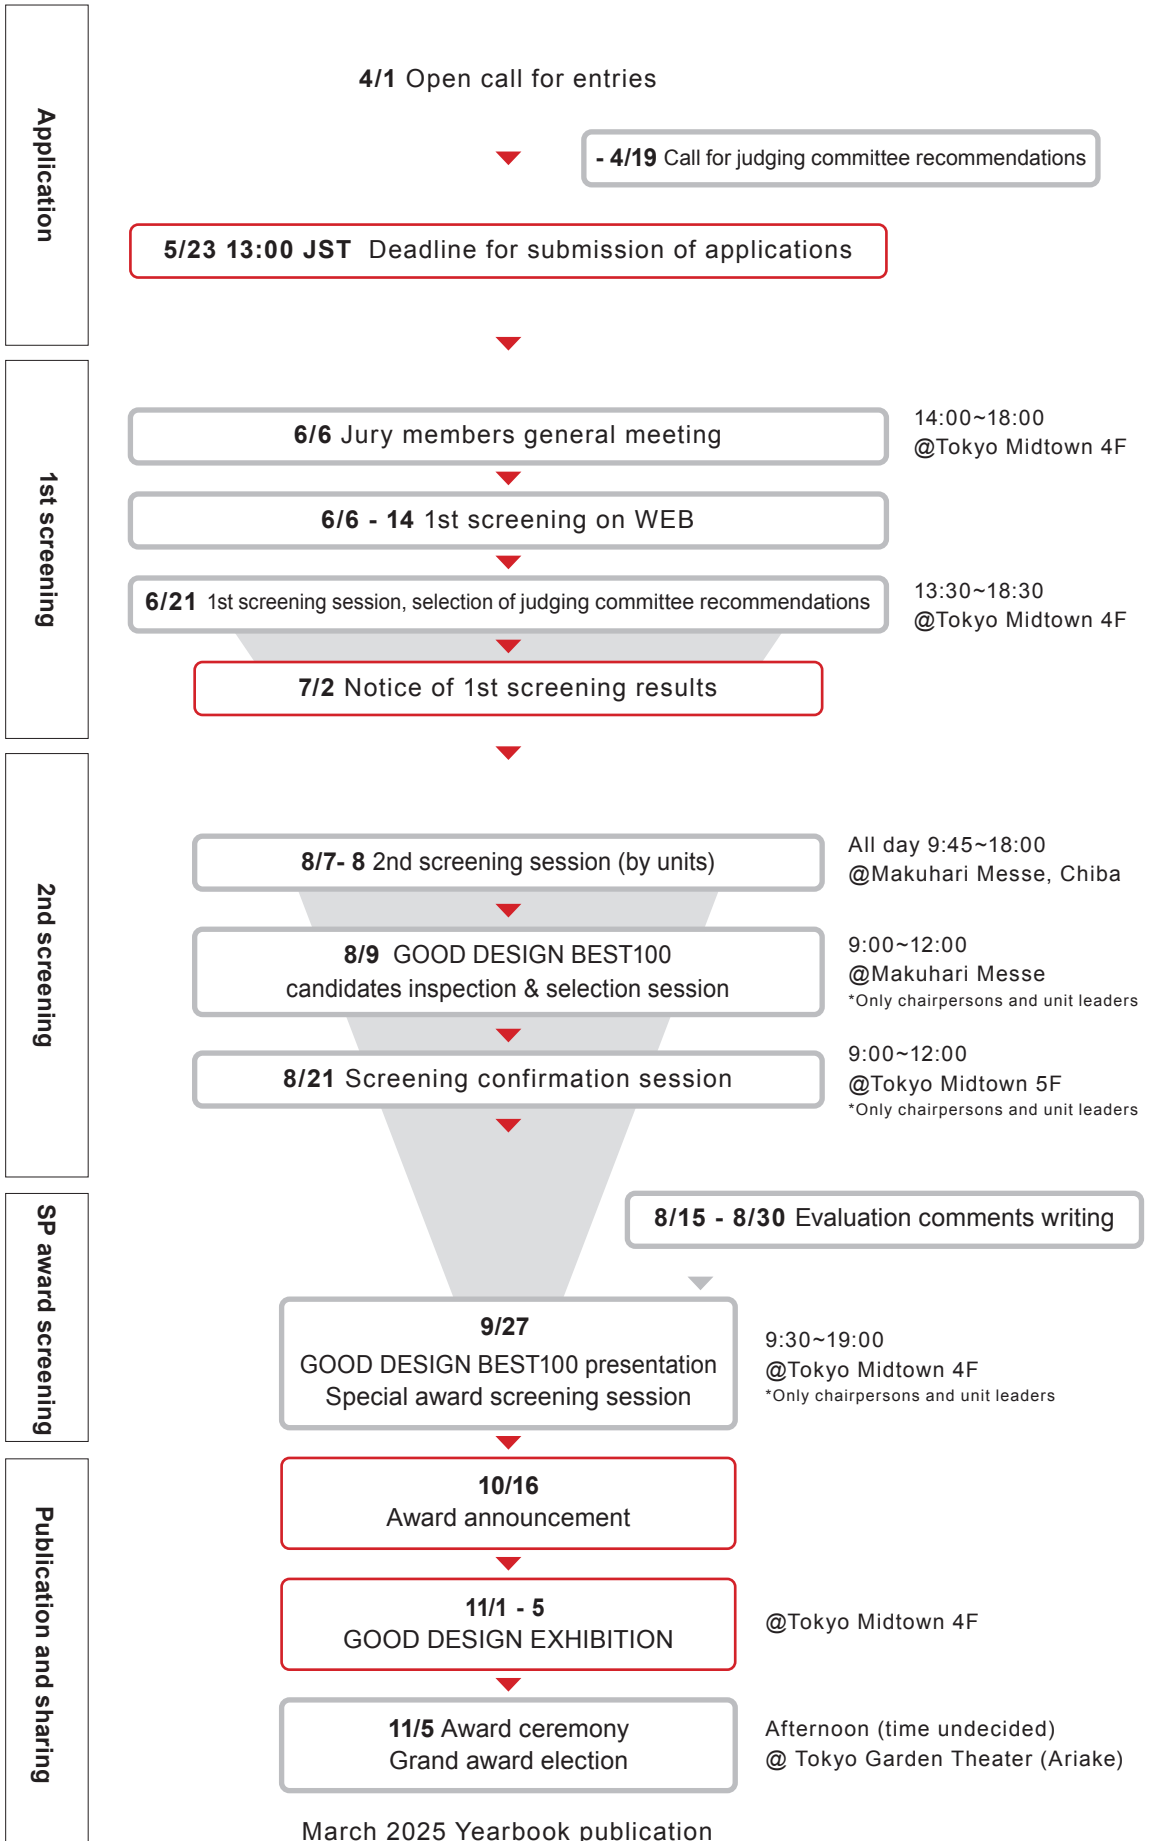 Application
4/1 Open call for entries
- 4/19 Call for judging committee recommendations
5/23 13:00 JST Deadline for submission of applications
1st screening
6/6 Jury members general meeting
14:00~18:00
@Tokyo Midtown 4F
6/6 - 14 1st screening on WEB
6/21 1st screening session, selection of judging committee recommendations
13:30~18:30
@Tokyo Midtown 4F
7/2 Notice of 1st screening results
2nd screening
8/7- 8 2nd screening session (by units)
All day 9:45~18:00
@Makuhari Messe, Chiba
8/9 GOOD DESIGN BEST100
candidates inspection & selection session
9:00~12:00
@Makuhari Messe
*Only chairpersons and unit leaders
8/21 Screening confirmation session
9:00~12:00
@Tokyo Midtown 5F
*Only chairpersons and unit leaders
SP award screening
8/15 - 8/30 Evaluation comments writing
9/27
GOOD DESIGN BEST100 presentation
Special award screening session
9:30~19:00
@Tokyo Midtown 4F
*Only chairpersons and unit leaders
Publication and sharing
10/16
Award announcement
11/1 - 5
GOOD DESIGN EXHIBITION
@Tokyo Midtown 4F
11/5 Award ceremony
Grand award election
Afternoon (time undecided)
@ Tokyo Garden Theater (Ariake)
March 2025 Yearbook publication